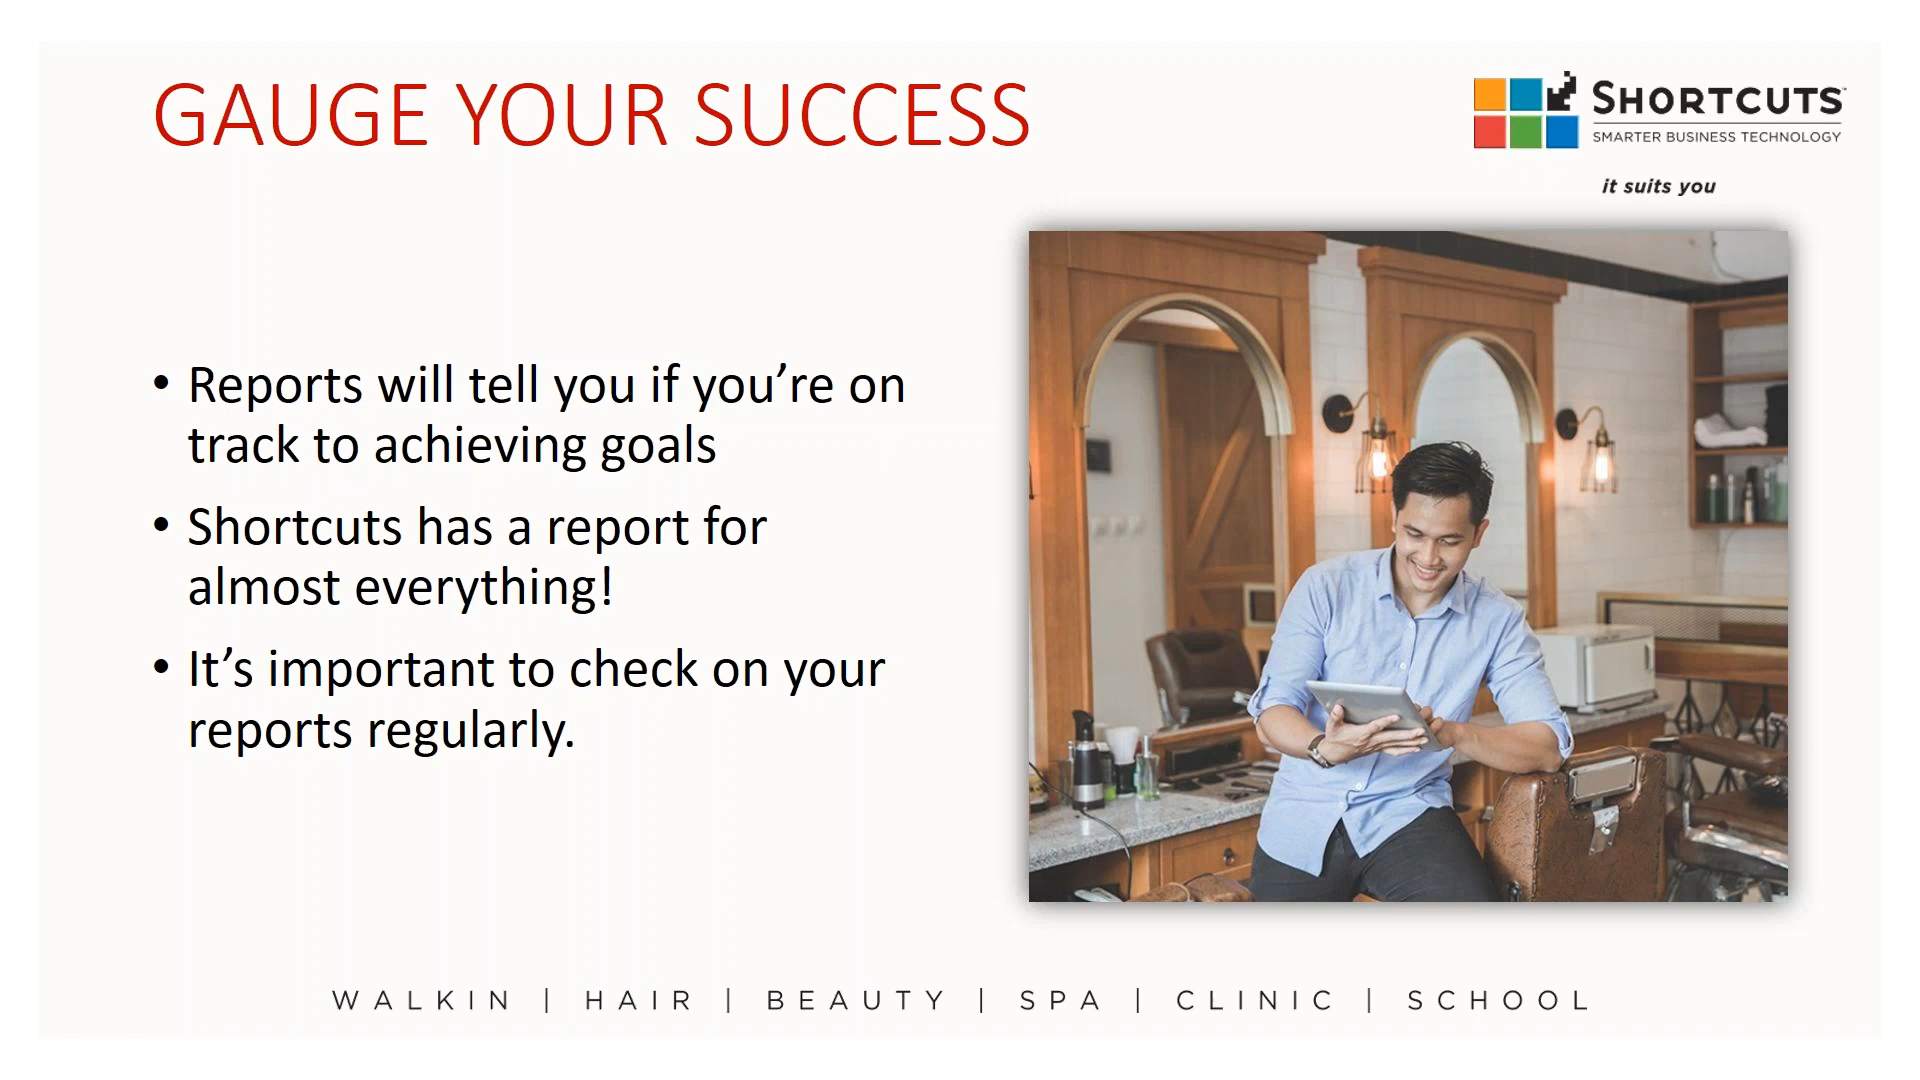 GAUGE YOUR SUCCESS
SHORTCUTS™
SMARTER BUSINESS TECHNOLOGY
it suits you
• Reports will tell you if you’re on
track to achieving goals
• Shortcuts has a report for
almost everything!
• It’s important to check on your
reports regularly.
WALKIN | HAIR | BEAUTY | SPA | CLINIC | SCHOOL